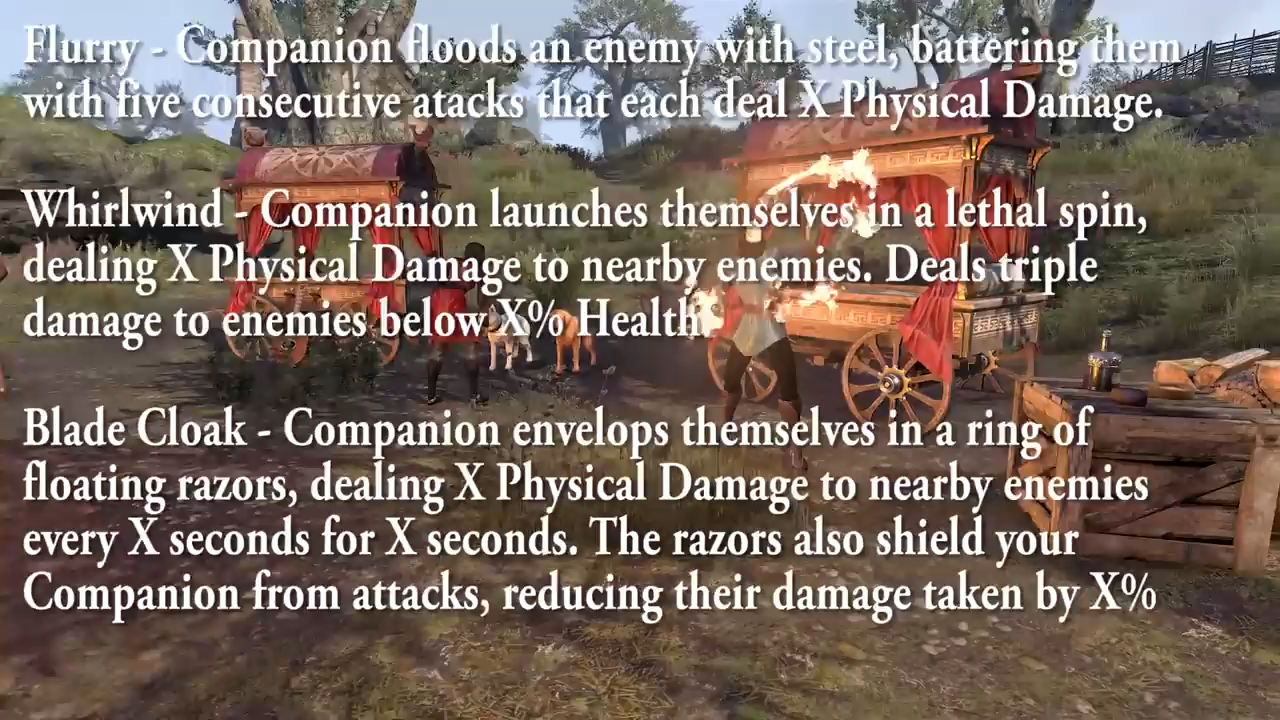 Flurry - Companion floods an enemy with steel, battering them
with five consecutive atacks that each deal X Physical Damage.
Whirlwind - Companion launches themselves in a lethal spin,
dealing X Physical Damage to nearby enemies. Deals triple
damage to enemies below X% Health.
Blade Cloak - Companion envelops themselves in a ring of
floating razors, dealing X Physical Damage to nearby enemies
every X seconds for X seconds. The razors also shield your
Companion from attacks, reducing their damage taken by X%